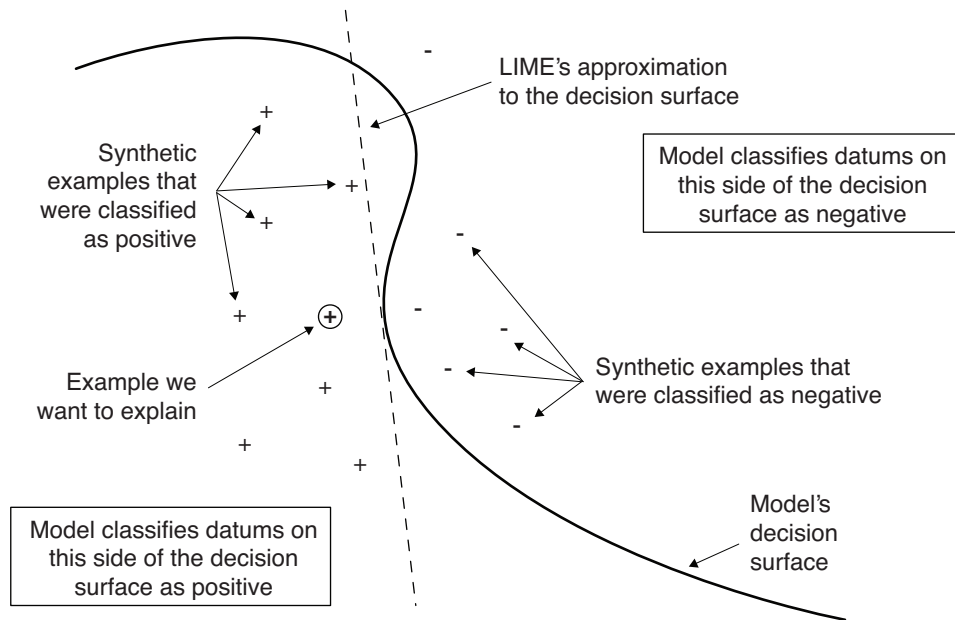 LIME’s approximation
to the decision surface
Synthetic
examples that
were classified
as positive
Model classifies datums on
this side of the decision
surface as negative
Example we
want to explain
Synthetic examples that
were classified as negative
Model classifies datums on
this side of the decision
surface as positive
Model’s
decision
surface